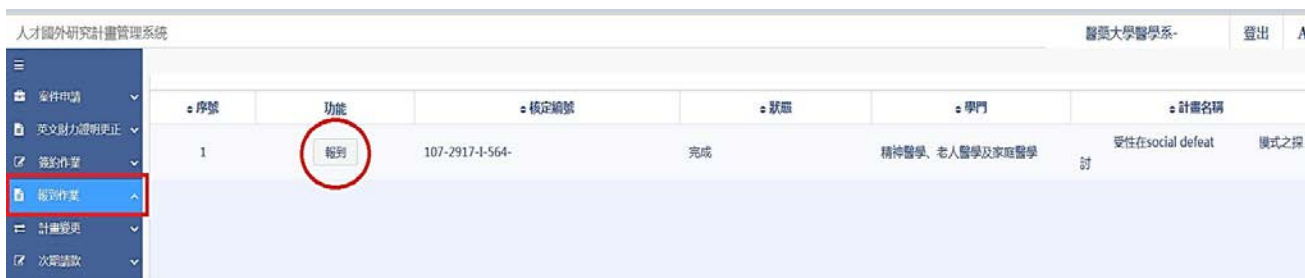 人才國外研究計畫管理系統
醫藥大學醫學系-
登出
A
案件申請
英文財力證明更正
簽約作業
報到作業
計畫變更
次期請款
序號
功能
核定編號
狀態
學門
計畫名稱
1
報到
107-2917-I-564-
完成
精神醫學、老人醫學及家庭醫學
受性在social defeat
模式之探
討